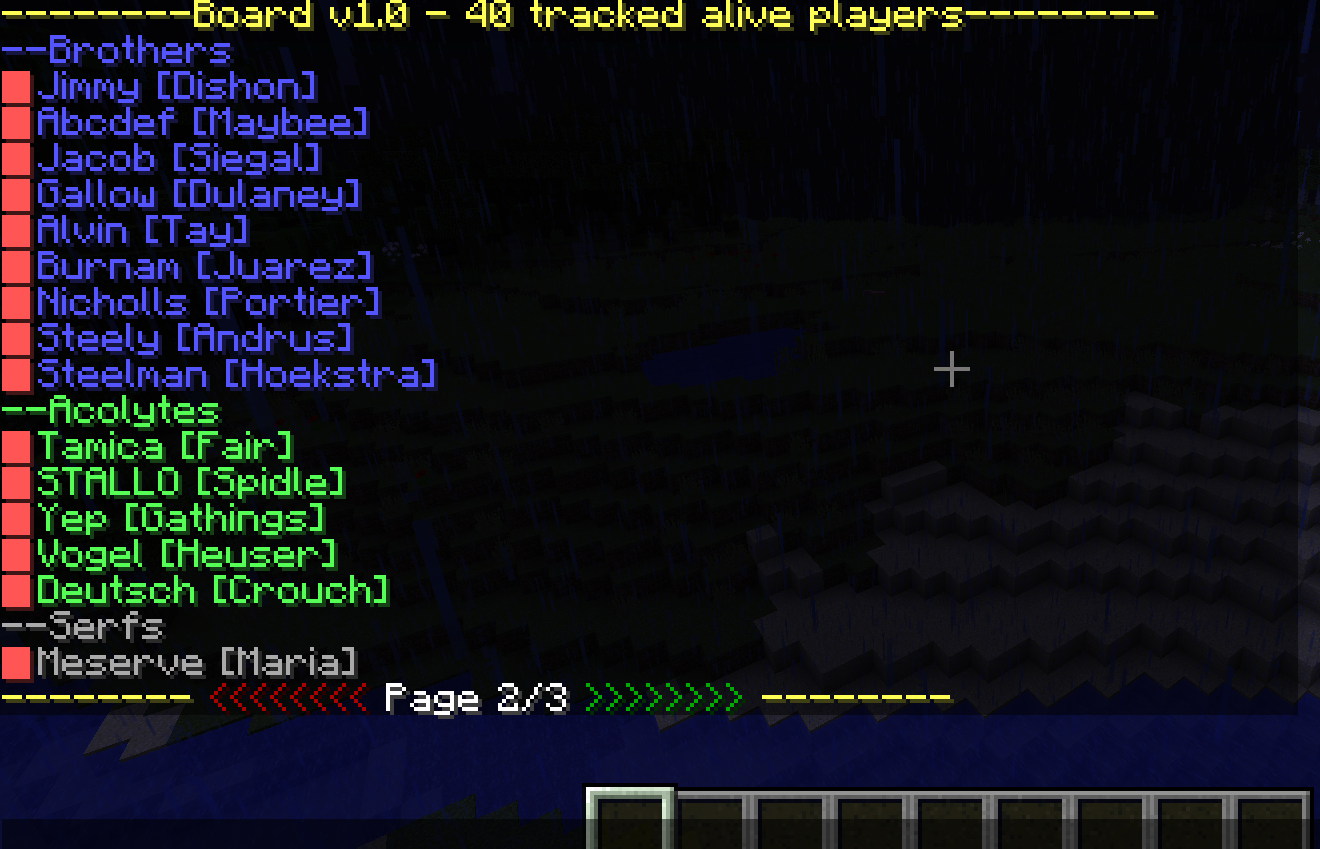 --------Board v1.0 - 40 tracked alive players--------
--Brothers
Jimmy [Dishon]
Abcdef [Maybee]
Jacob [Siegal]
Gallow [Dulaney]
Alvin [Tay]
Burnam [Juarez]
Nicholls [Portier]
Steely [Andrus]
Steelman [Hoekstra]
--Acolytes
Tamica [Fair]
STALLO [Spidle]
Yep [Gathings]
Vogel [Heuser]
Deutsch [Crouch]
--Serfs
Meserve [Maria]
-------- <<<<<<<< Page 2/3 >>>>>>>> --------